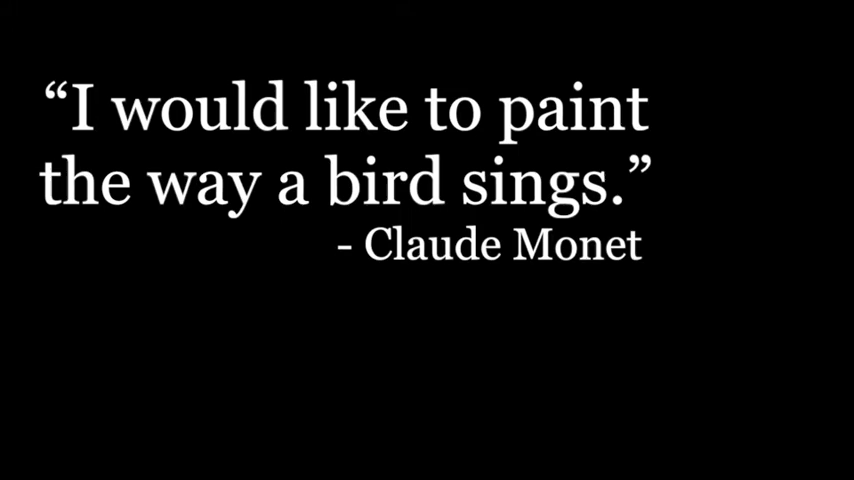 “I would like to paint
the way a bird sings.”
- Claude Monet